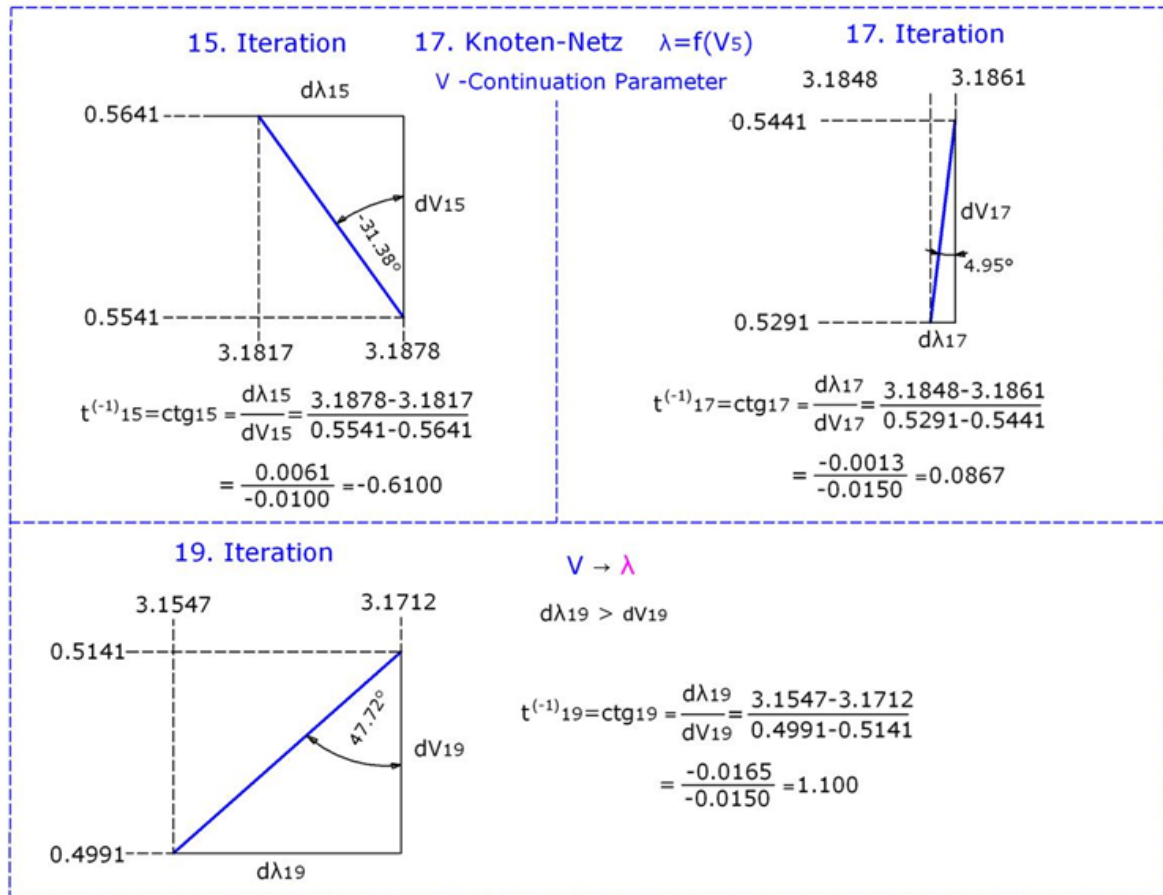 15. Iteration
17. Knoten-Netz λ=f(V5)
V -Continuation Parameter
17. Iteration
dλ15
0.5641
dV15
-31.38°
0.5541
3.1817 3.1878
t(-1)15=ctg15 = dλ15/dV15 = 3.1878-3.1817/0.5541-0.5641
= 0.0061/-0.0100 =-0.6100
3.1848 3.1861
0.5441
dV17
4.95°
0.5291
dλ17
t(-1)17=ctg17 = dλ17/dV17 = 3.1848-3.1861/0.5291-0.5441
= -0.0013/-0.0150 =0.0867
19. Iteration
3.1547 3.1712
0.5141
47.72°
dV19
0.4991
dλ19
V → λ
dλ19 > dV19
t(-1)19=ctg19 = dλ19/dV19 = 3.1547-3.1712/0.4991-0.5141
= -0.0165/-0.0150 =1.100